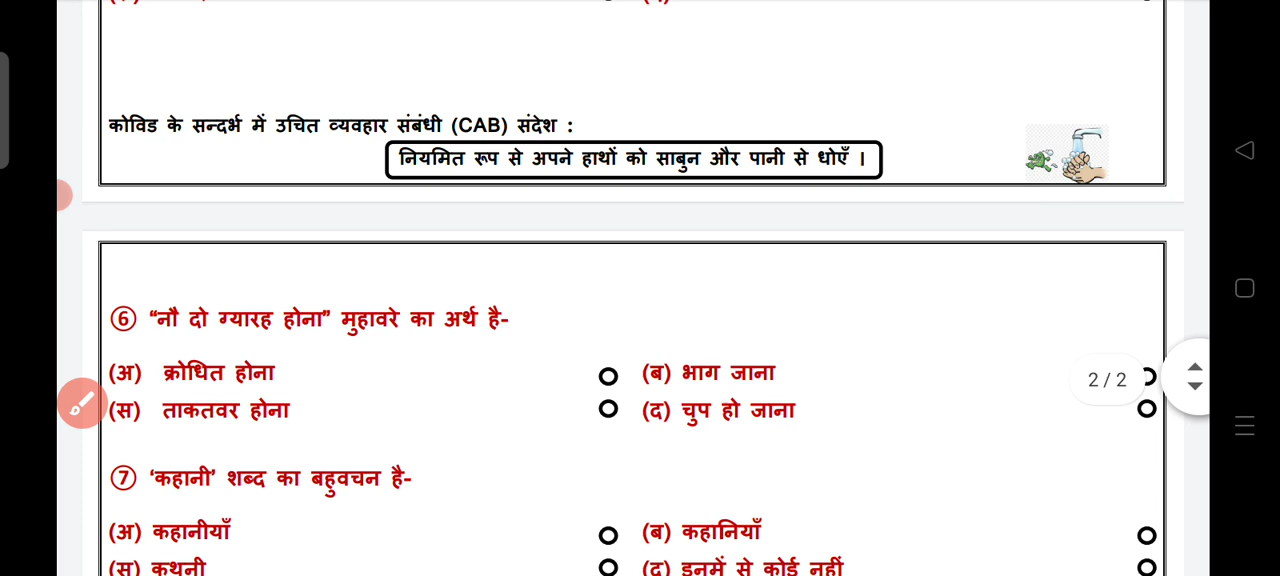 कोविड के सन्दर्भ में उचित व्यवहार संबंधी (CAB) संदेश :
नियमित रूप से अपने हाथों को साबुन और पानी से धोएँ ।
⑥ “नौ दो ग्यारह होना” मुहावरे का अर्थ है-
(अ) क्रोधित होना (ब) भाग जाना
2 / 2
(स) ताकतवर होना (द) चुप हो जाना
⑦ ‘कहानी’ शब्द का बहुवचन है-
(अ) कहानीयाँ (ब) कहानियाँ
(स) कथनी (द) इनमें से कोई नहीं